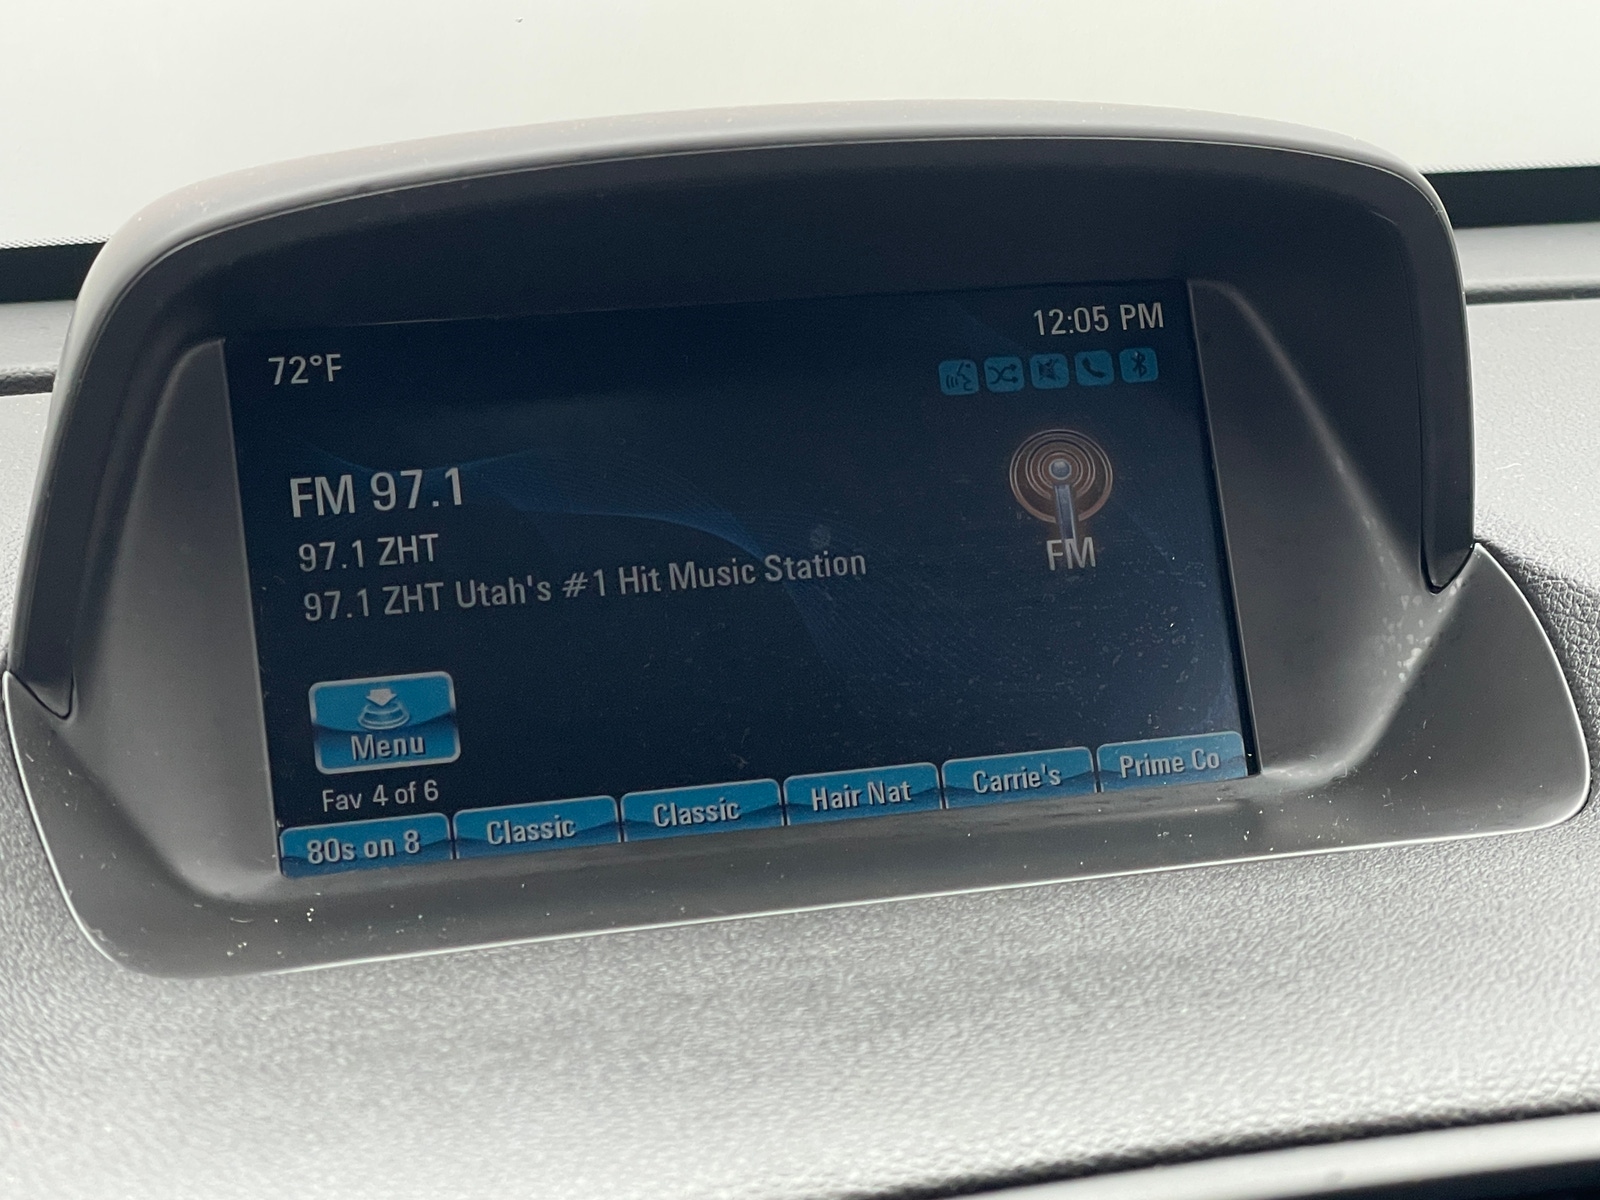 72°F
12:05 PM
FM 97.1
97.1 ZHT
97.1 ZHT Utah's #1 Hit Music Station
FM
Menu
Fav 4 of 6
80s on 8
Classic
Classic
Hair Nat
Carrie's
Prime Co